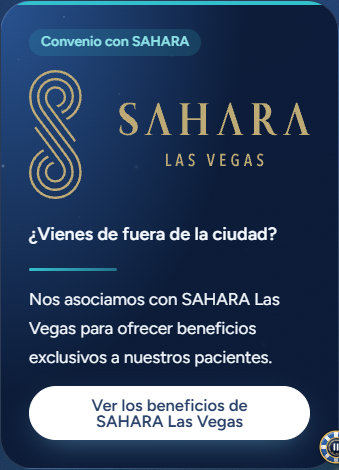 Convenio con SAHARA
SAHARA
LAS VEGAS
¿Vienes de fuera de la ciudad?
Nos asociamos con SAHARA Las
Vegas para ofrecer beneficios
exclusivos a nuestros pacientes.
Ver los beneficios de
SAHARA Las Vegas